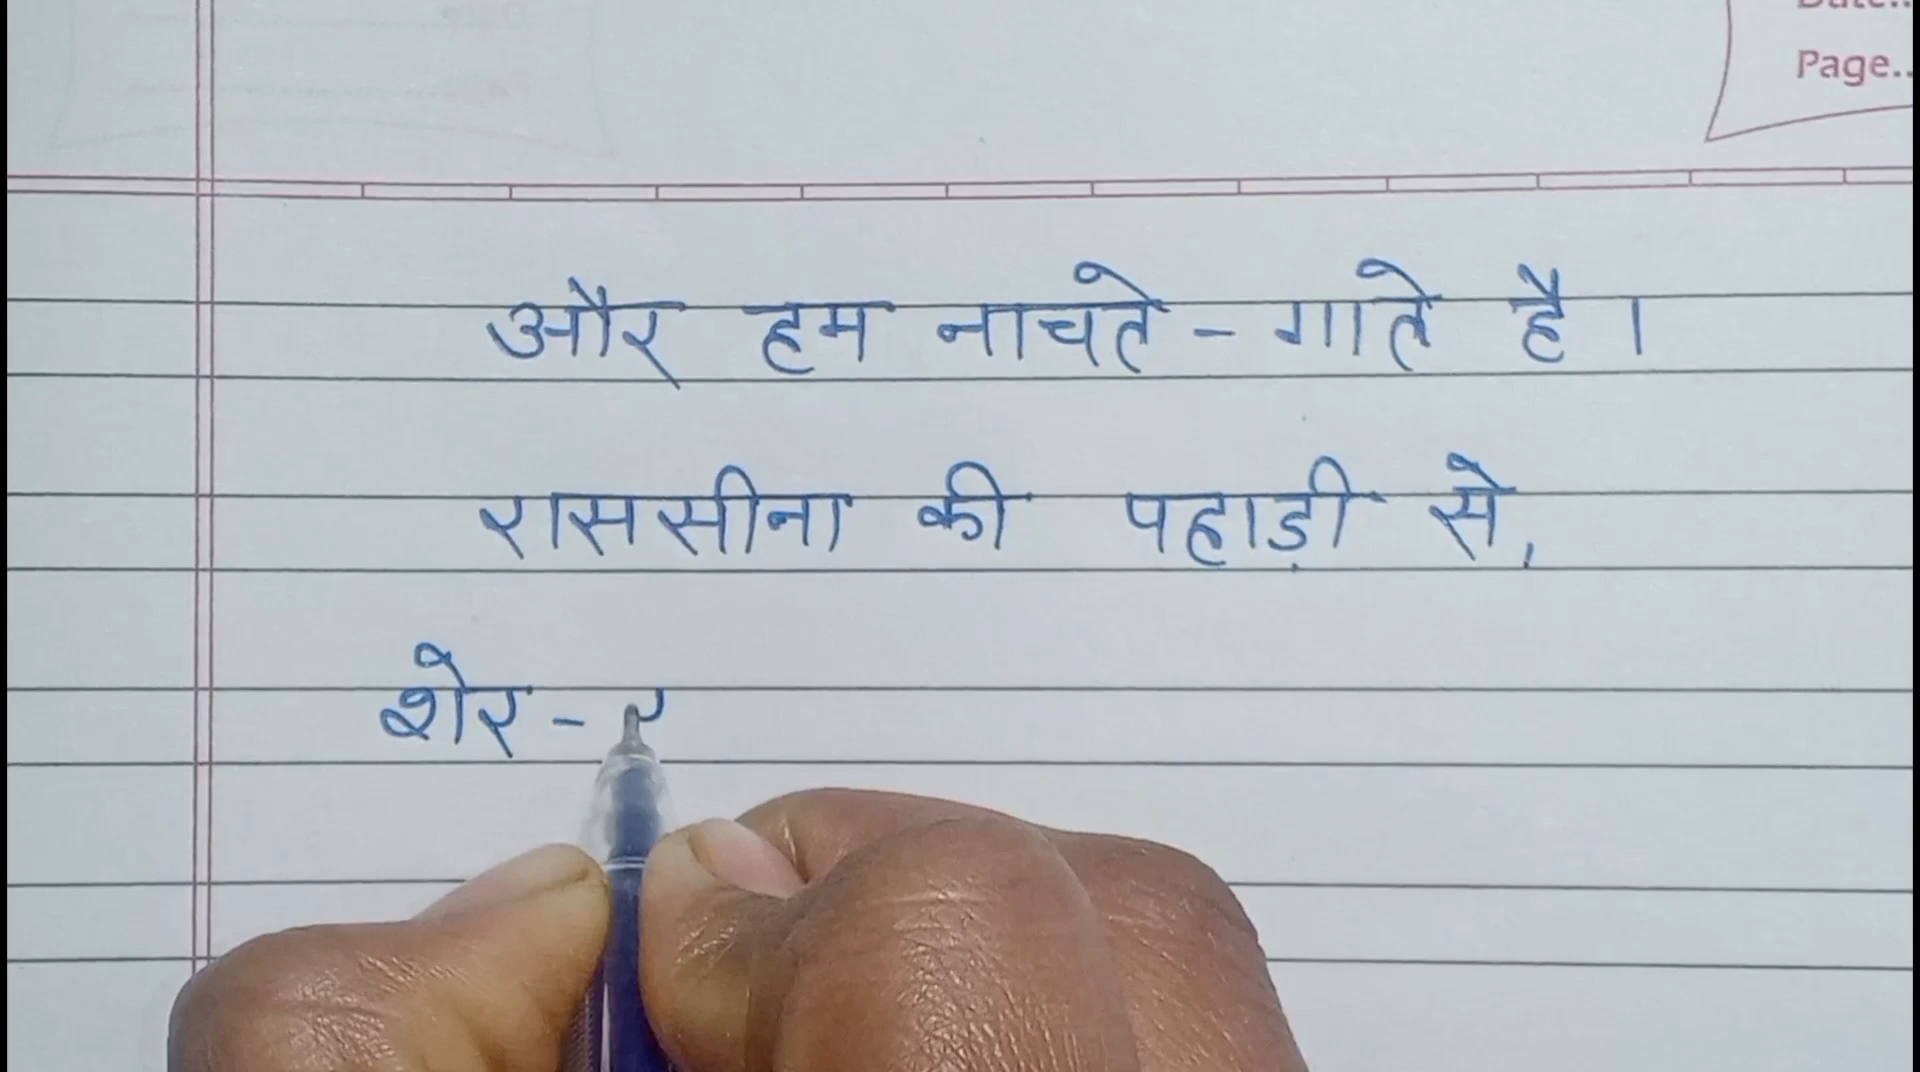 Page..
और हम नाचते - गाते है ।
राससीना की पहाड़ी से,
शेर -